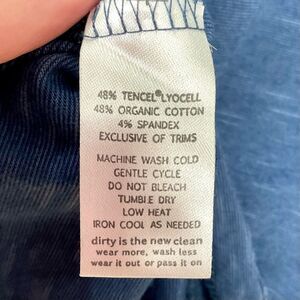 48% TENCEL®LYOCELL
48% ORGANIC COTTON
4% SPANDEX
EXCLUSIVE OF TRIMS
MACHINE WASH COLD
GENTLE CYCLE
DO NOT BLEACH
TUMBLE DRY
LOW HEAT
IRON COOL AS NEEDED
dirty is the new clean
wear more, wash less
wear it out or pass it on